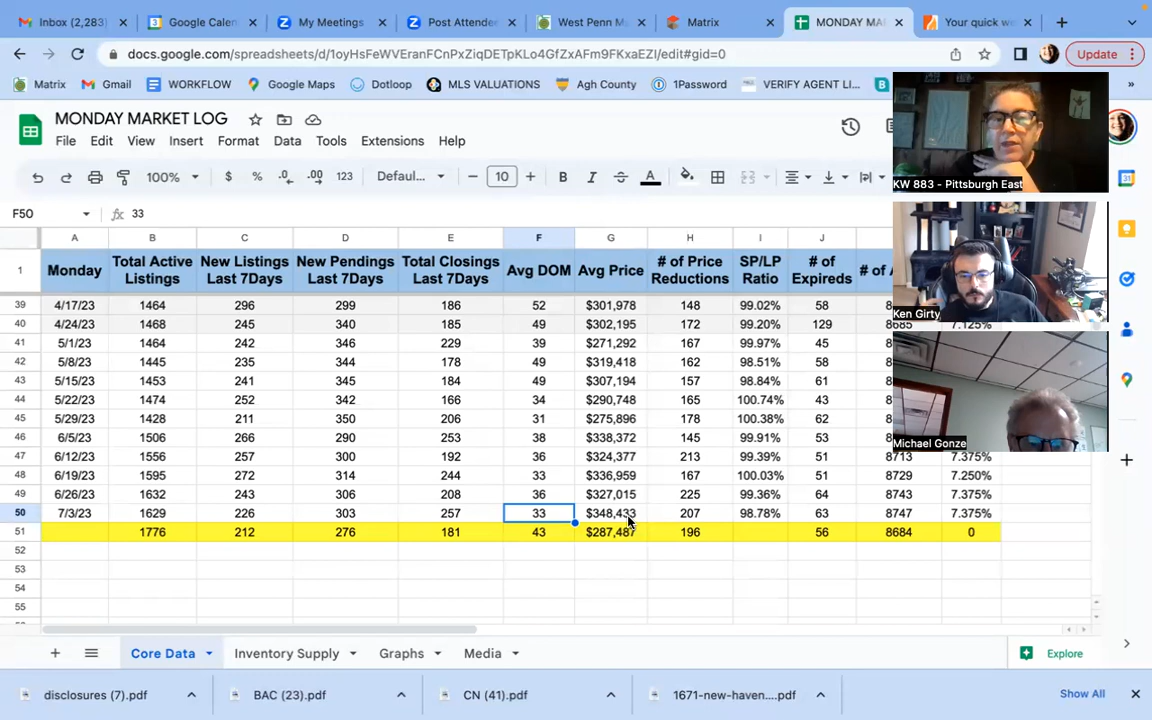 Inbox (2,283)
Google Calen
My Meetings
Post Attende
West Penn M
Matrix
MONDAY MAR
Your quick w
docs.google.com/spreadsheets/d/1oyHsFeWVEranFCnPxZiqDETpKLo4GfZxAFm9FKxaEZI/edit#gid=0
Update
Matrix
Gmail
WORKFLOW
Google Maps
Dotloop
MLS VALUATIONS
Agh County
1Password
VERIFY AGENT LI...
»
MONDAY MARKET LOG
File Edit View Insert Format Data Tools Extensions Help
100% $ % .0 .00 123 Defaul... 10 B I S A
F50 fx 33
A B C D E F G H I J
1 Monday Total Active Listings New Listings Last 7Days New Pendings Last 7Days Total Closings Last 7Days Avg DOM Avg Price # of Price Reductions SP/LP Ratio # of Expireds
39 4/17/23 1464 296 299 186 52 $301,978 148 99.02% 58
40 4/24/23 1468 245 340 185 49 $302,195 172 99.20% 129 8685 7.125%
41 5/1/23 1464 242 346 229 39 $271,292 167 99.97% 45
42 5/8/23 1445 235 344 178 49 $319,418 162 98.51% 58
43 5/15/23 1453 241 345 184 49 $307,194 157 98.84% 61
44 5/22/23 1474 252 342 166 34 $290,748 165 100.74% 43
45 5/29/23 1428 211 350 206 31 $275,896 178 100.38% 62
46 6/5/23 1506 266 290 253 38 $338,372 145 99.91% 53
47 6/12/23 1556 257 300 192 36 $324,377 213 99.39% 51 8713 7.375%
48 6/19/23 1595 272 314 244 33 $336,959 167 100.03% 51 8729 7.250%
49 6/26/23 1632 243 306 208 36 $327,015 225 99.36% 64 8743 7.375%
50 7/3/23 1629 226 303 257 33 $348,433 207 98.78% 63 8747 7.375%
51 1776 212 276 181 43 $287,487 196 56 8684 0
52
53
54
55
KW 883 - Pittsburgh East
Ken Girty
Michael Gonze
Core Data
Inventory Supply
Graphs
Media
Explore
disclosures (7).pdf
BAC (23).pdf
CN (41).pdf
1671-new-haven....pdf
Show All